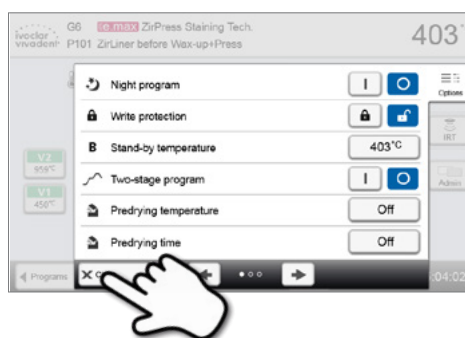 ivoclar
vivadent
G6 IPS e.max ZirPress Staining Tech.
P101 ZirLiner before Wax-up+Press
403°
Night program
I O
Options
Write protection
IRT
B Stand-by temperature
403°C
V2
959°C
Two-stage program
I O
Admin
V1
450°C
Predrying temperature
Off
Predrying time
Off
Programs
:04:02